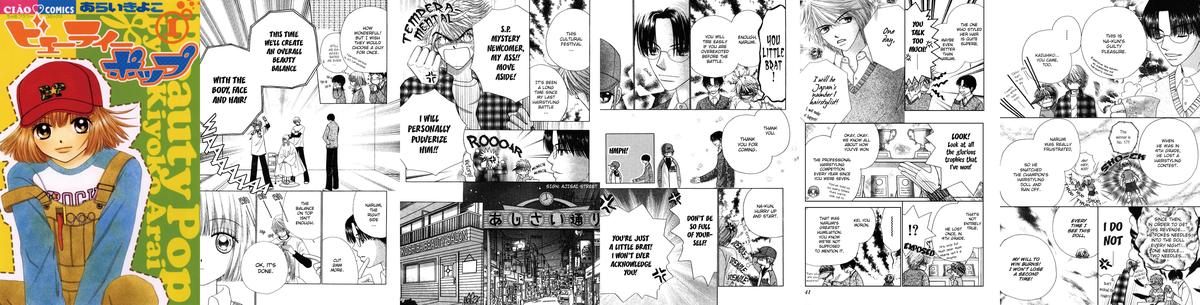 CIAO COMICS
あらいきよこ
ビューティー
ポップ
1
BP
ROCK
Beauty Pop
Kiyoko Arai
THIS TIME
WE'LL CREATE
AN OVERALL
BEAUTY
BALANCE
HOW
WONDERFUL!
BUT I WISH
THEY WOULD
CHOOSE A GUY
FOR ONCE.
WITH THE
BODY, FACE
AND HAIR!
THE
BALANCE
ON TOP
ISN'T
ENOUGH.
NARUMI,
THE
RIGHT
SIDE
CUT
2MM
MORE.
OK, IT'S
DONE.
TEMPERA-
MENTAL
S.P.
MYSTERY
NEWCOMER,
MY ASS!!
MOVE
ASIDE!
THIS
CULTURAL
FESTIVAL
IT'S BEEN
A LONG
TIME SINCE
MY LAST
HAIRSTYLING
BATTLE
I WILL
PERSONALLY
PULVERIZE
HIM!!
ROOOAR
SIGN: AJISAI STREET
あじさい通り
YOU WILL
TIRE EASILY
IF YOU ARE
OVEREXCITED
BEFORE THE
BATTLE.
ENOUGH,
NARUMI.
YOU
LITTLE
BRAT!
HMPH!
THANK
YOU FOR
COMING.
THANK
YOU.
YOU'RE JUST
A LITTLE BRAT!
I WON'T EVER
ACKNOWLEDGE
YOU!
DON'T BE
SO FULL
OF YOUR-
SELF!
NA-KUN,
HURRY UP
AND START.
One
day,
I will be
Japan's
number 1
hairstylist!
YOU
TALK
TOO
MUCH!
MAYBE
EVEN
BETTER
THAN
NARUMI.
THE ONE
WHO STYLED
HER HAIR
IS QUITE
SUPERB.
OKAY, OKAY,
WE KNOW ALL
ABOUT HOW
YOU'VE WON
THE PROFESSIONAL
HAIRSTYLING
COMPETITION
EVERY YEAR SINCE
YOU WERE SEVEN.
LOOK!
Look at all
the glorious
trophies that
I've won!
THAT WAS
NARUMI'S
GREATEST
HUMILIATION.
YOU KNOW
WE'RE NOT
SUPPOSED
TO MENTION IT.
KEI, YOU
MORON.
!?
EXPOSED
HE LOST
ONCE, IN
4TH GRADE.
THAT'S
NOT
ENTIRELY
TRUE.
41
KAZUHIKO...
YOU CAME,
TOO.
THIS IS
NA-KUN'S
GUILTY
PLEASURE.
SO HE
SNATCHED
THE CHAMPION'S
HAIRSTYLING
DOLL AND
RAN OFF.
NARUMI
WAS REALLY
FRUSTRATED,
The
winner is
No. 17!!
WHEN HE
WAS IN
4TH GRADE,
HE LOST A
HAIRSTYLING
CONTEST.
EVERY
TIME I
SEE THIS
DOLL,
MY WILL TO
WIN BURNS! I
WON'T LOSE
A SECOND
TIME!
I DO
NOT
SINCE THEN,
IN ORDER TO GET
HIS REVENGE,
HE POKES NEEDLES
INTO THE DOLL
EVERY NIGHT!
ONE NEEDLE...
TWO NEEDLES...